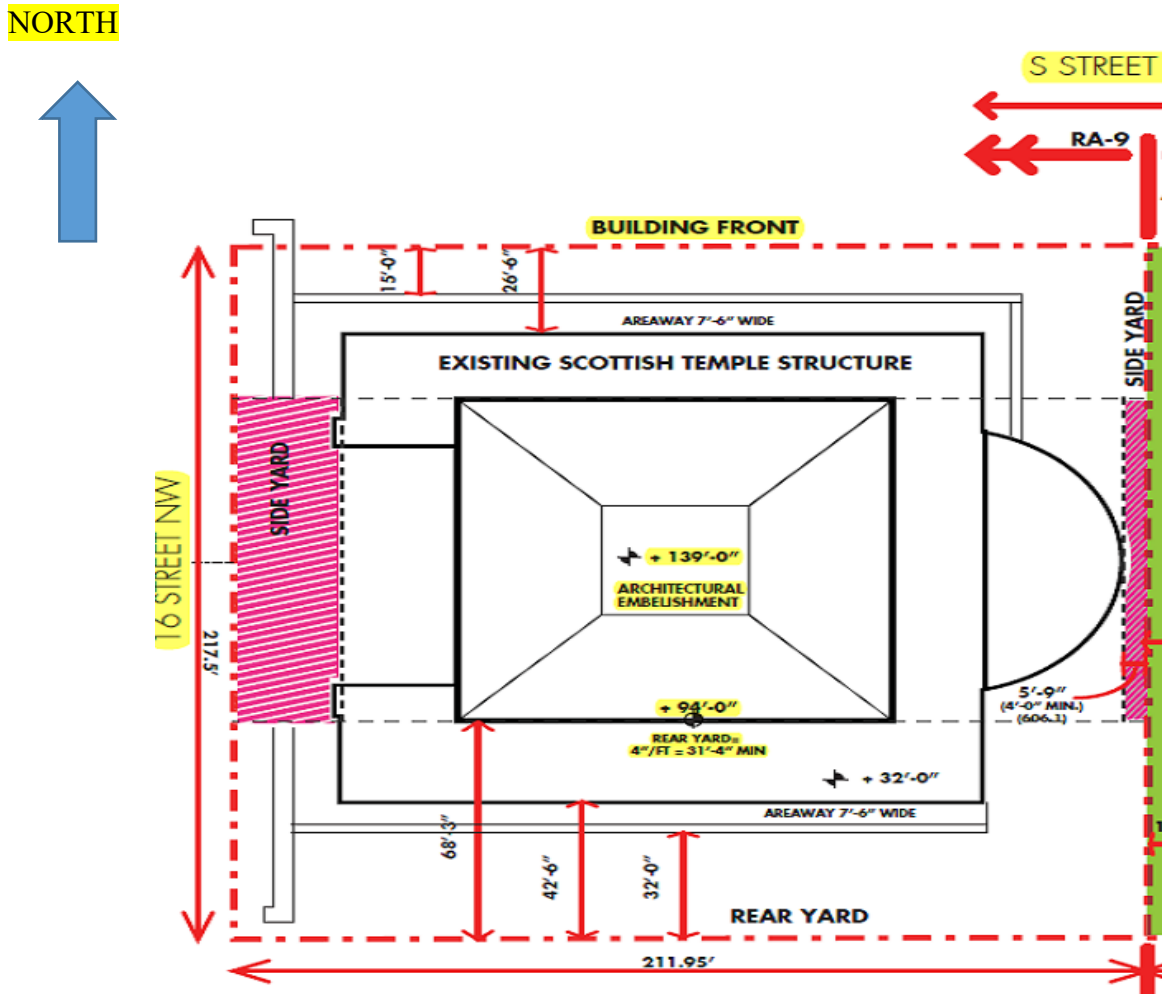 NORTH
S STREET
RA-9
BUILDING FRONT
15'-0"
26'-6"
AREAWAY 7'-6" WIDE
SIDE YARD
EXISTING SCOTTISH TEMPLE STRUCTURE
SIDE YARD
16 STREET NW
217.5'
+ 139'-0"
ARCHITECTURAL
EMBELISHMENT
+ 94'-0"
REAR YARD=
4"/FT = 31'-4" MIN
5'-9"
(4'-0" MIN.)
(606.1)
+ 32'-0"
AREAWAY 7'-6" WIDE
68'-3"
42'-6"
32'-0"
REAR YARD
211.95'